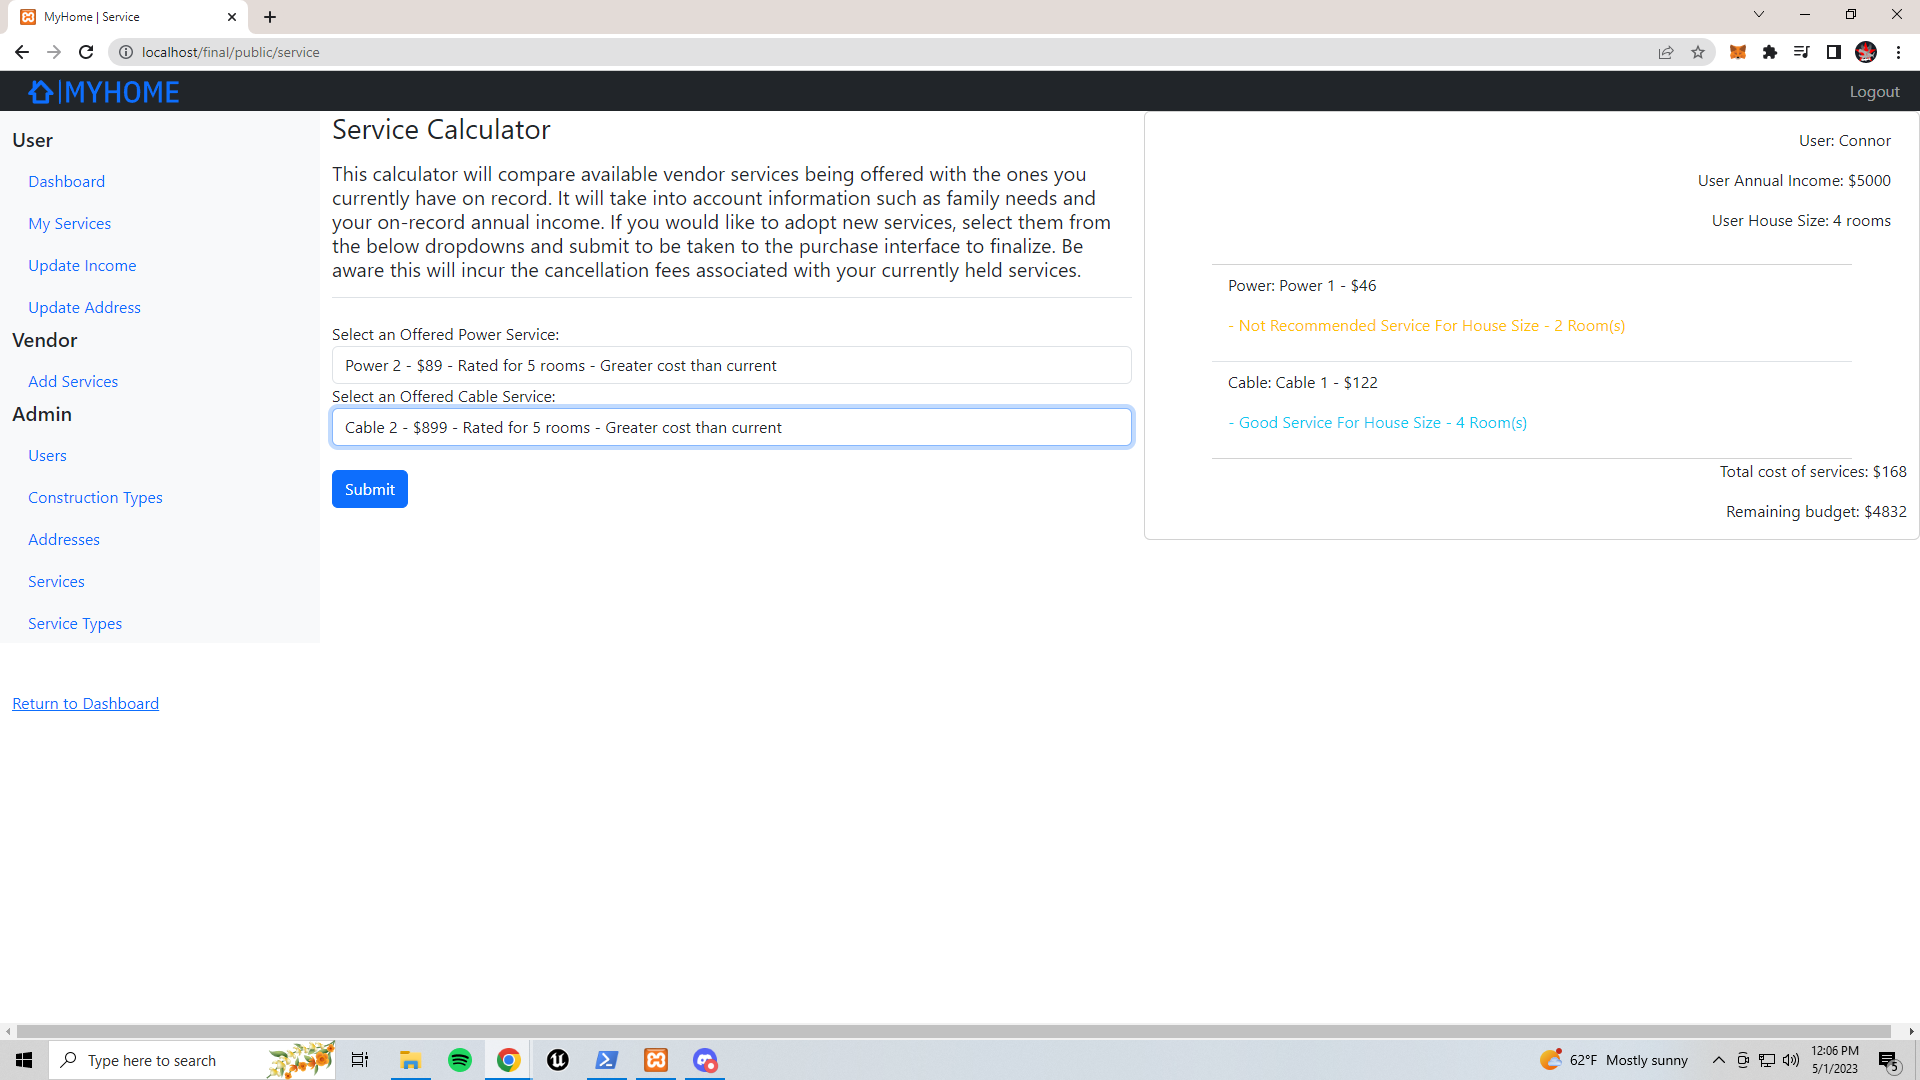 MyHome | Service
localhost/final/public/service
MYHOME
Logout
User
Dashboard
My Services
Update Income
Update Address
Vendor
Add Services
Admin
Users
Construction Types
Addresses
Services
Service Types
Return to Dashboard
Service Calculator
This calculator will compare available vendor services being offered with the ones you
currently have on record. It will take into account information such as family needs and
your on-record annual income. If you would like to adopt new services, select them from
the below dropdowns and submit to be taken to the purchase interface to finalize. Be
aware this will incur the cancellation fees associated with your currently held services.
Select an Offered Power Service:
Power 2 - $89 - Rated for 5 rooms - Greater cost than current
Select an Offered Cable Service:
Cable 2 - $899 - Rated for 5 rooms - Greater cost than current
Submit
User: Connor
User Annual Income: $5000
User House Size: 4 rooms
Power: Power 1 - $46
- Not Recommended Service For House Size - 2 Room(s)
Cable: Cable 1 - $122
- Good Service For House Size - 4 Room(s)
Total cost of services: $168
Remaining budget: $4832
Type here to search
62°F Mostly sunny
12:06 PM
5/1/2023
5